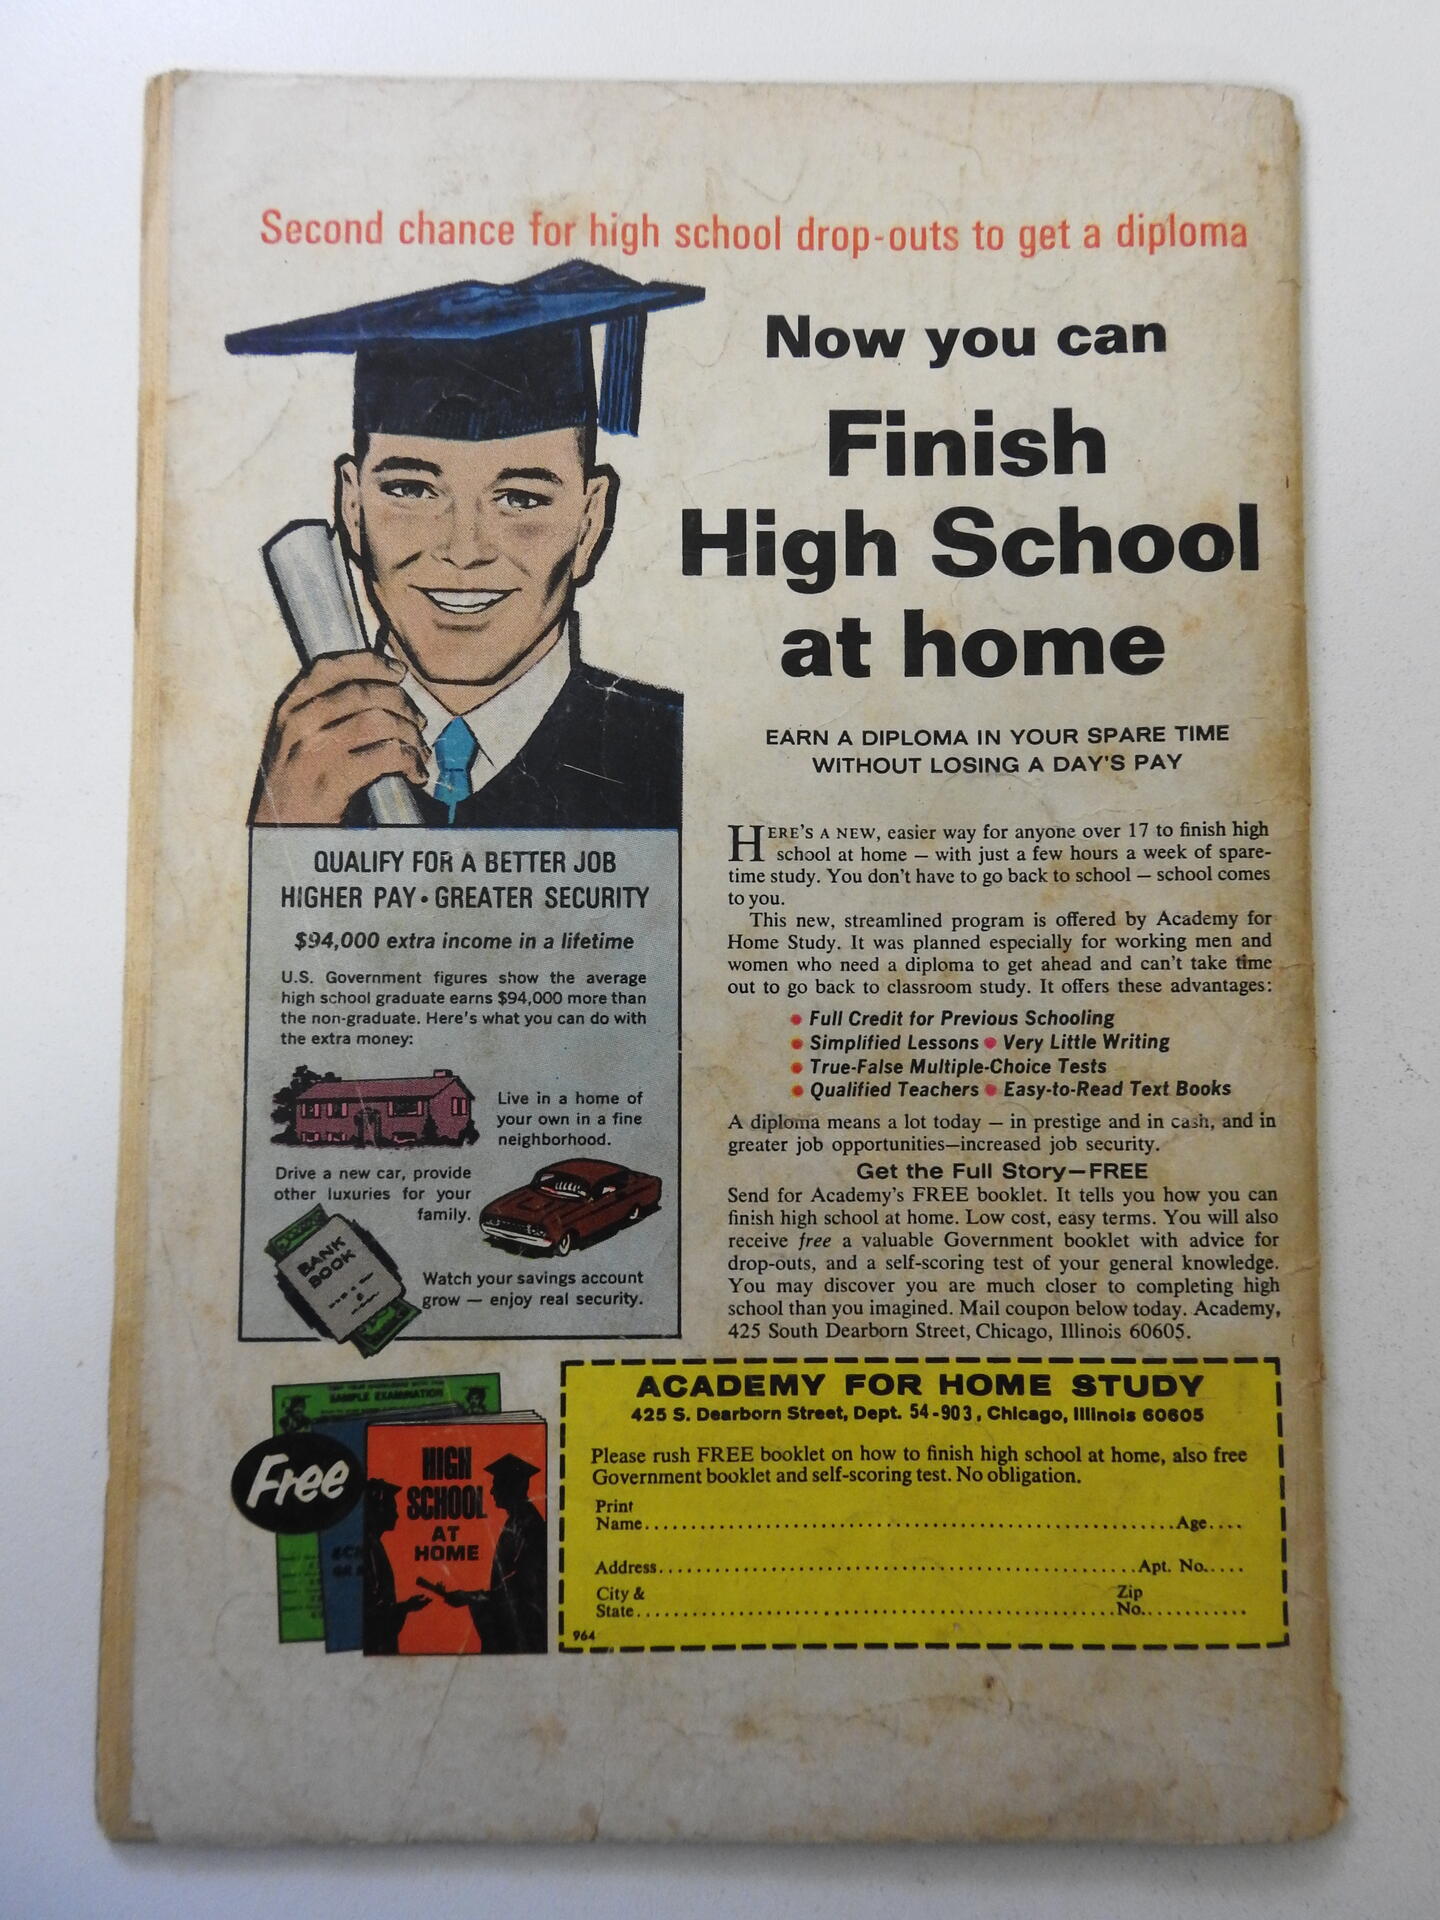 Second chance for high school drop-outs to get a diploma
Now you can
Finish
High School
at home
EARN A DIPLOMA IN YOUR SPARE TIME
WITHOUT LOSING A DAY'S PAY
HERE'S A NEW, easier way for anyone over 17 to finish high
school at home — with just a few hours a week of spare-
time study. You don't have to go back to school — school comes
to you.
This new, streamlined program is offered by Academy for
Home Study. It was planned especially for working men and
women who need a diploma to get ahead and can't take time
out to go back to classroom study. It offers these advantages:
• Full Credit for Previous Schooling
• Simplified Lessons • Very Little Writing
• True-False Multiple-Choice Tests
• Qualified Teachers • Easy-to-Read Text Books
A diploma means a lot today — in prestige and in cash, and in
greater job opportunities—increased job security.
Get the Full Story—FREE
Send for Academy's FREE booklet. It tells you how you can
finish high school at home. Low cost, easy terms. You will also
receive free a valuable Government booklet with advice for
drop-outs, and a self-scoring test of your general knowledge.
You may discover you are much closer to completing high
school than you imagined. Mail coupon below today. Academy,
425 South Dearborn Street, Chicago, Illinois 60605.
QUALIFY FOR A BETTER JOB
HIGHER PAY • GREATER SECURITY
$94,000 extra income in a lifetime
U.S. Government figures show the average
high school graduate earns $94,000 more than
the non-graduate. Here's what you can do with
the extra money:
Live in a home of
your own in a fine
neighborhood.
Drive a new car, provide
other luxuries for your
family.
BANK
BOOK
Watch your savings account
grow — enjoy real security.
SAMPLE EXAMINATION
Free
HIGH
SCHOOL
AT
HOME
ACADEMY FOR HOME STUDY
425 S. Dearborn Street, Dept. 54-903, Chicago, Illinois 60605
Please rush FREE booklet on how to finish high school at home, also free
Government booklet and self-scoring test. No obligation.
Print
Name.......................................................Age....
Address..................................................Apt. No.....
City & Zip
State..................................................No............
964